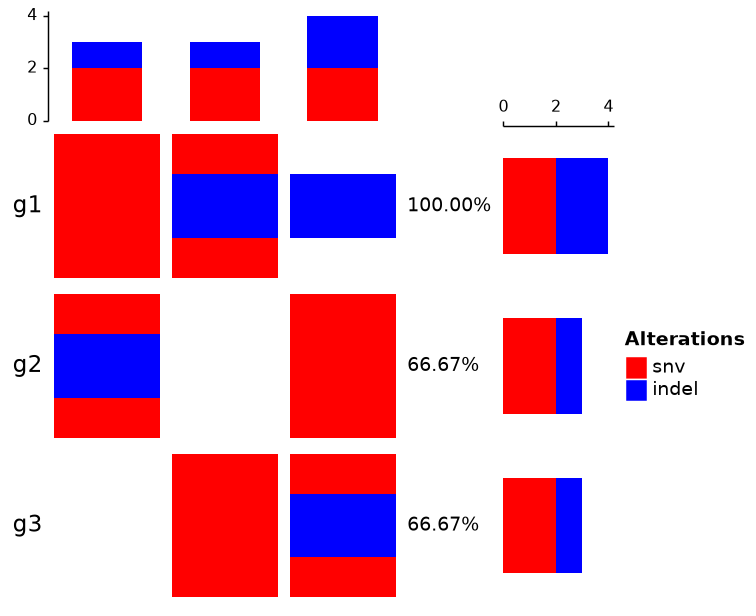 4
2
0
0 2 4
g1 100.00%
g2 66.67%
Alterations
snv
indel
g3 66.67%